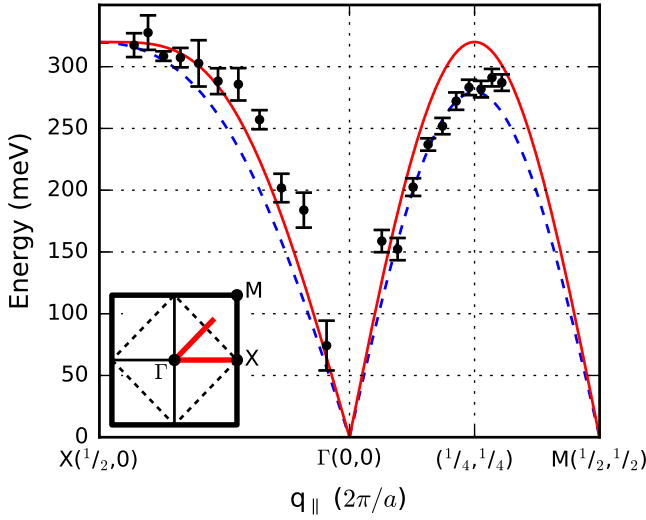 Energy (meV)
300
250
200
150
100
50
0
M
X
Γ
X(¹/₂,0)
Γ(0,0)
(¹/₄,¹/₄)
M(¹/₂,¹/₂)
q∥ (2π/a)